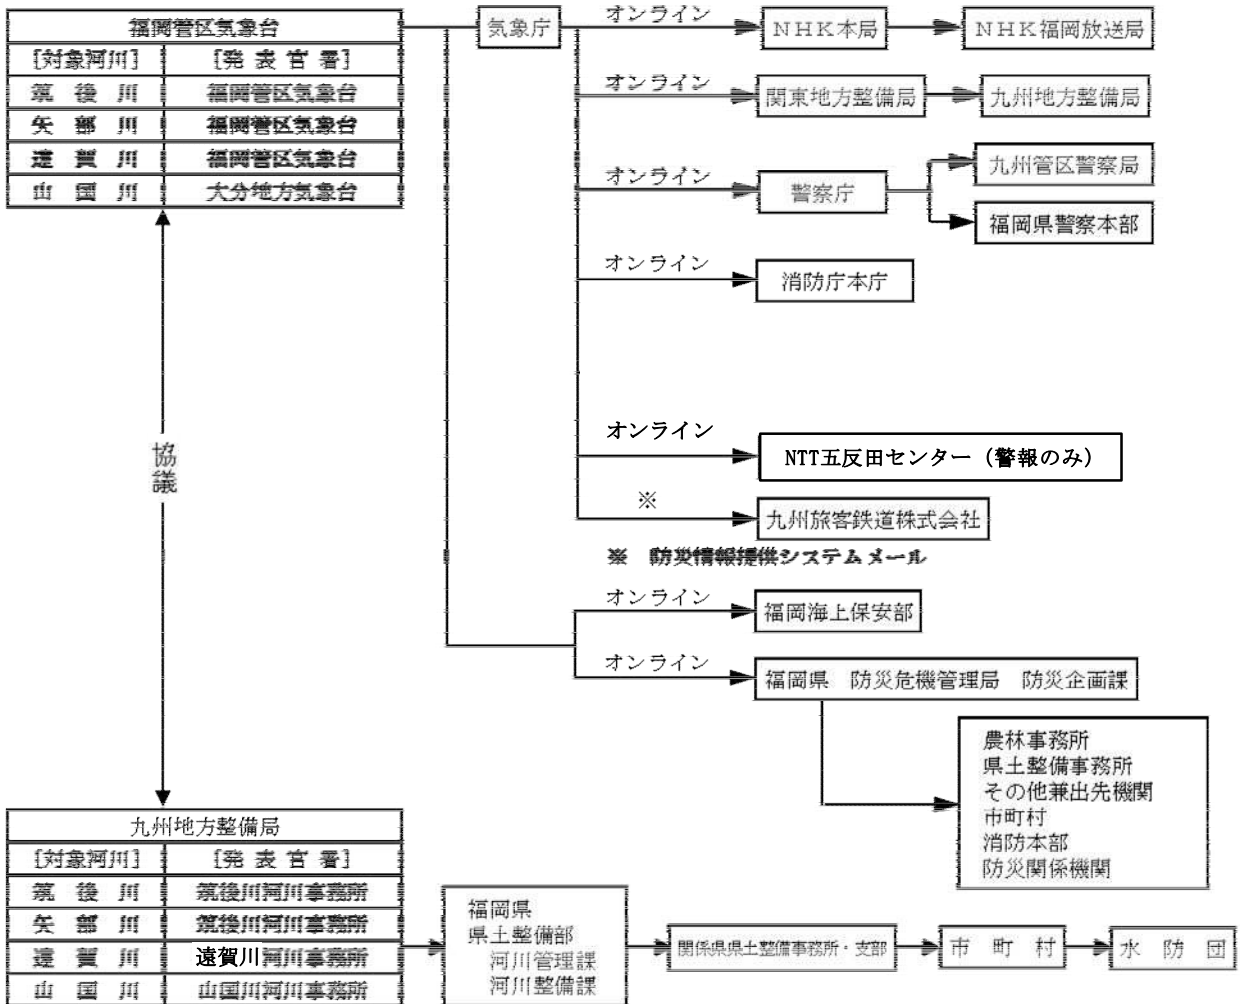 福岡管区気象台
[対象河川] [発表官署]
筑後川 福岡管区気象台
矢部川 福岡管区気象台
遠賀川 福岡管区気象台
山国川 大分地方気象台
気象庁
オンライン
NHK本局
NHK福岡放送局
オンライン
関東地方整備局
九州地方整備局
オンライン
警察庁
九州管区警察局
福岡県警察本部
オンライン
消防庁本庁
オンライン
NTT五反田センター（警報のみ）
※
九州旅客鉄道株式会社
※ 防災情報提供システムメール
オンライン
福岡海上保安部
オンライン
福岡県 防災危機管理局 防災企画課
農林事務所
県土整備事務所
その他兼出先機関
市町村
消防本部
防災関係機関
協議
九州地方整備局
[対象河川] [発表官署]
筑後川 筑後川河川事務所
矢部川 筑後川河川事務所
遠賀川 遠賀川河川事務所
山国川 山国川河川事務所
福岡県
県土整備部
河川管理課
河川整備課
関係県県土整備事務所・支部
市町村
水防団